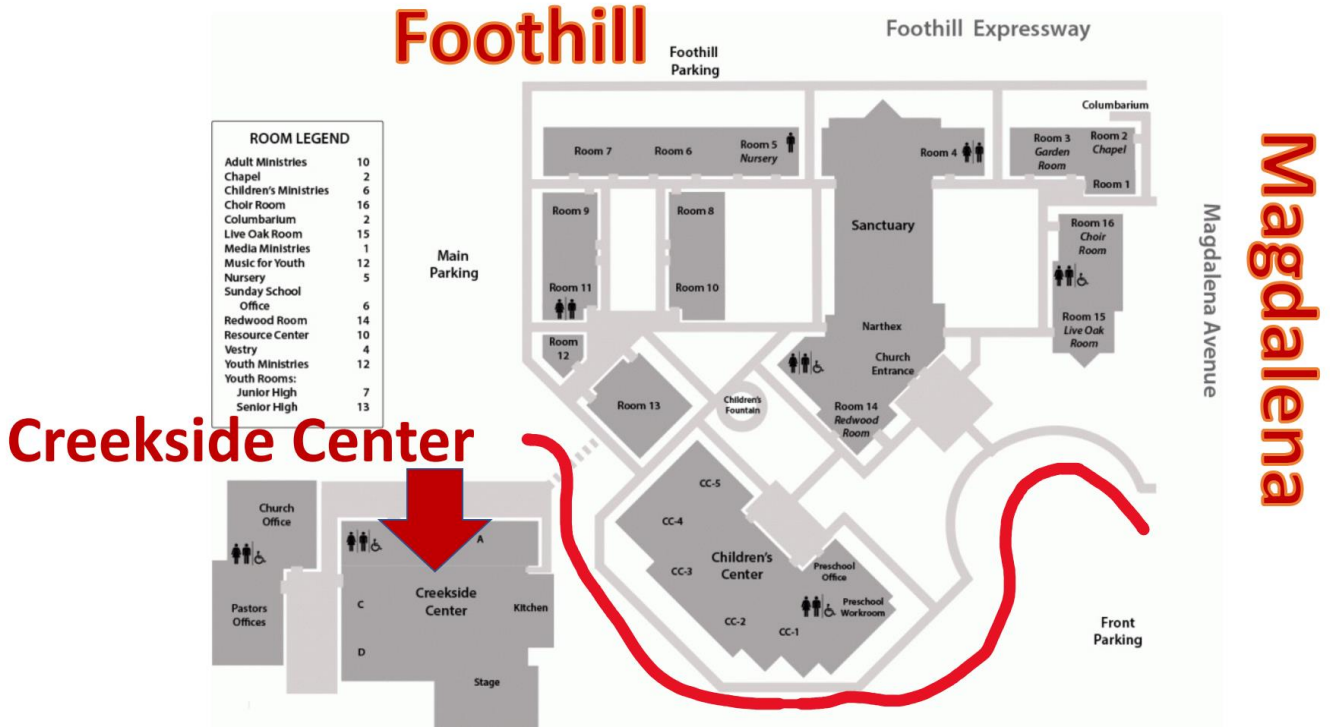 Foothill
Foothill Expressway
Foothill
Parking
Columbarium
ROOM LEGEND
Adult Ministries 10
Chapel 2
Children's Ministries 6
Choir Room 16
Columbarium 2
Live Oak Room 15
Media Ministries 1
Music for Youth 12
Nursery 5
Sunday School
Office 6
Redwood Room 14
Resource Center 10
Vestry 4
Youth Ministries 12
Youth Rooms:
Junior High 7
Senior High 13
Room 7
Room 6
Room 5
Nursery
Room 4
Room 3
Garden
Room
Room 2
Chapel
Room 1
Room 9
Room 8
Sanctuary
Room 16
Choir
Room
Main
Parking
Room 11
Room 10
Room 15
Live Oak
Room
Narthex
Room
12
Church
Entrance
Room 13
Children's
Fountain
Room 14
Redwood
Room
Magdalena Avenue
Magdalena
Creekside Center
Church
Office
A
CC-5
CC-4
Children's
Center
CC-3
Preschool
Office
Preschool
Workroom
CC-2
CC-1
Pastors
Offices
C
Creekside
Center
Kitchen
D
Stage
Front
Parking